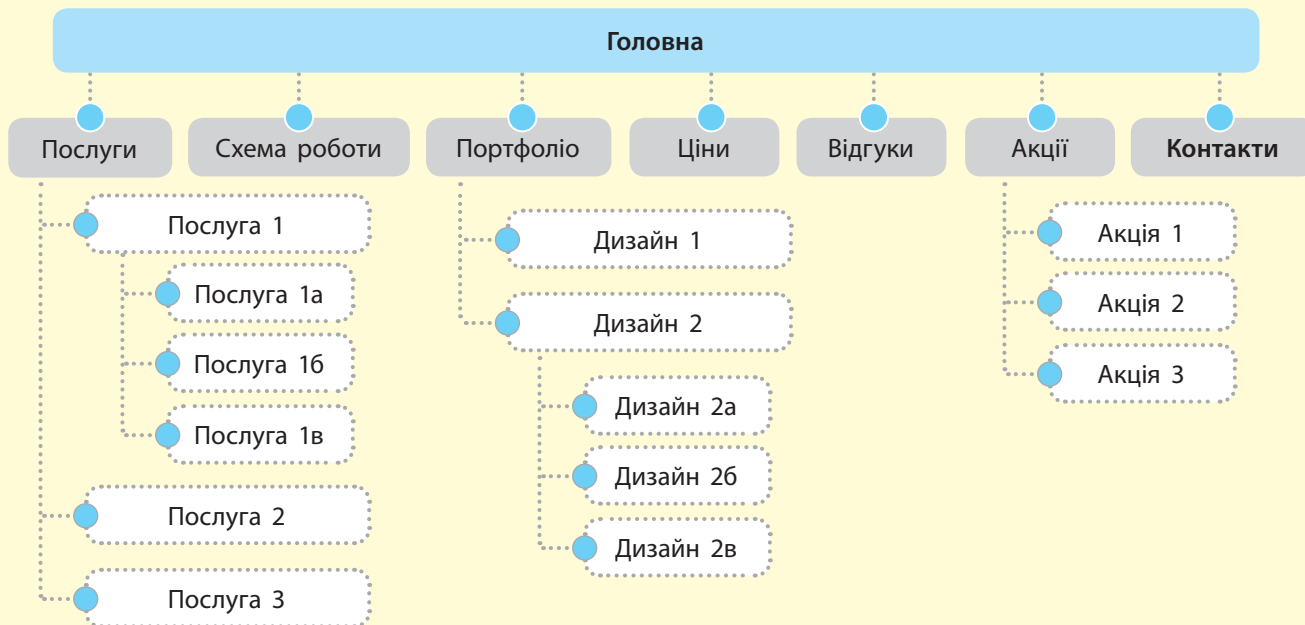 Головна
Послуги
Схема роботи
Портфоліо
Ціни
Відгуки
Акції
Контакти
Послуга 1
Послуга 1а
Послуга 1б
Послуга 1в
Послуга 2
Послуга 3
Дизайн 1
Дизайн 2
Дизайн 2а
Дизайн 2б
Дизайн 2в
Акція 1
Акція 2
Акція 3